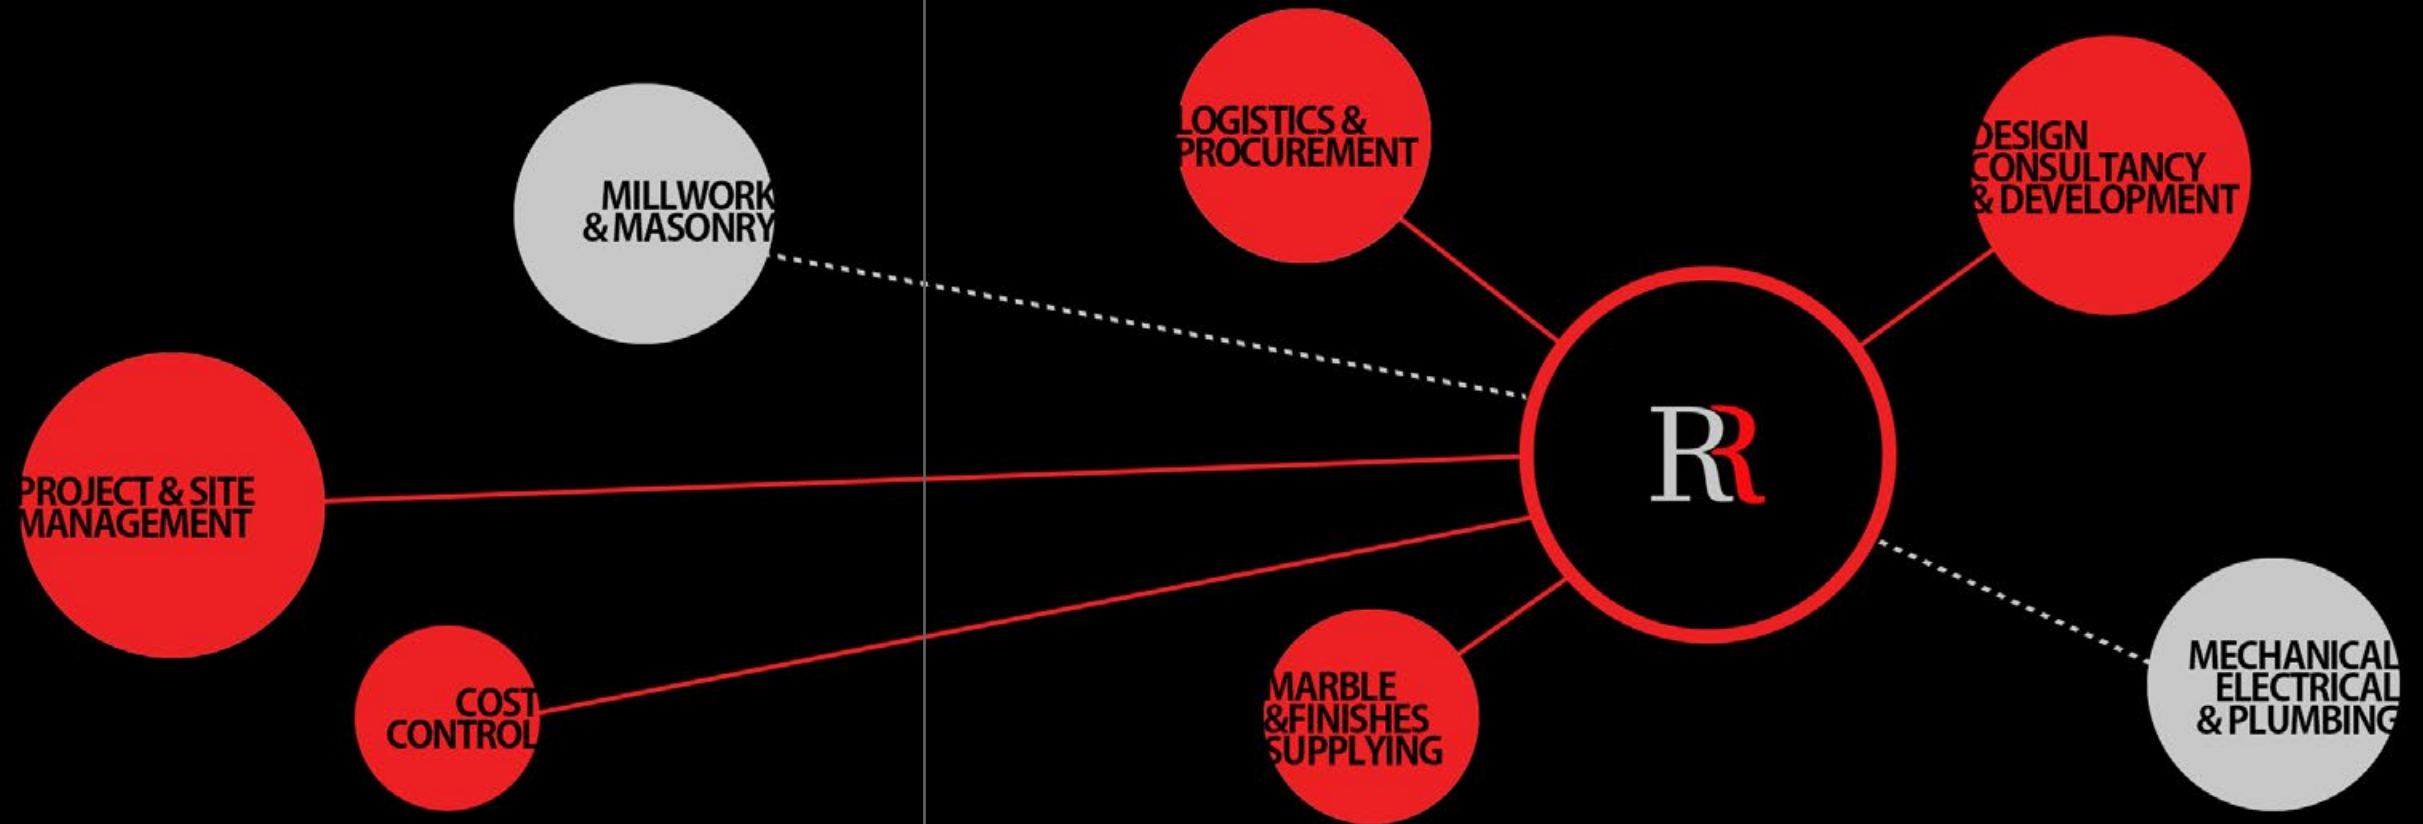 LOGISTICS &
PROCUREMENT
DESIGN
CONSULTANCY
& DEVELOPMENT
MILLWORK
& MASONRY
RR
PROJECT & SITE
MANAGEMENT
COST
CONTROL
MARBLE
&FINISHES
SUPPLYING
MECHANICAL
ELECTRICAL
& PLUMBING